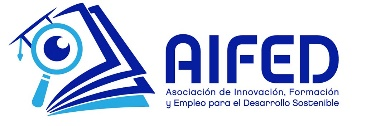 AIFED
Asociación de Innovación, Formación
y Empleo para el Desarrollo Sostenible